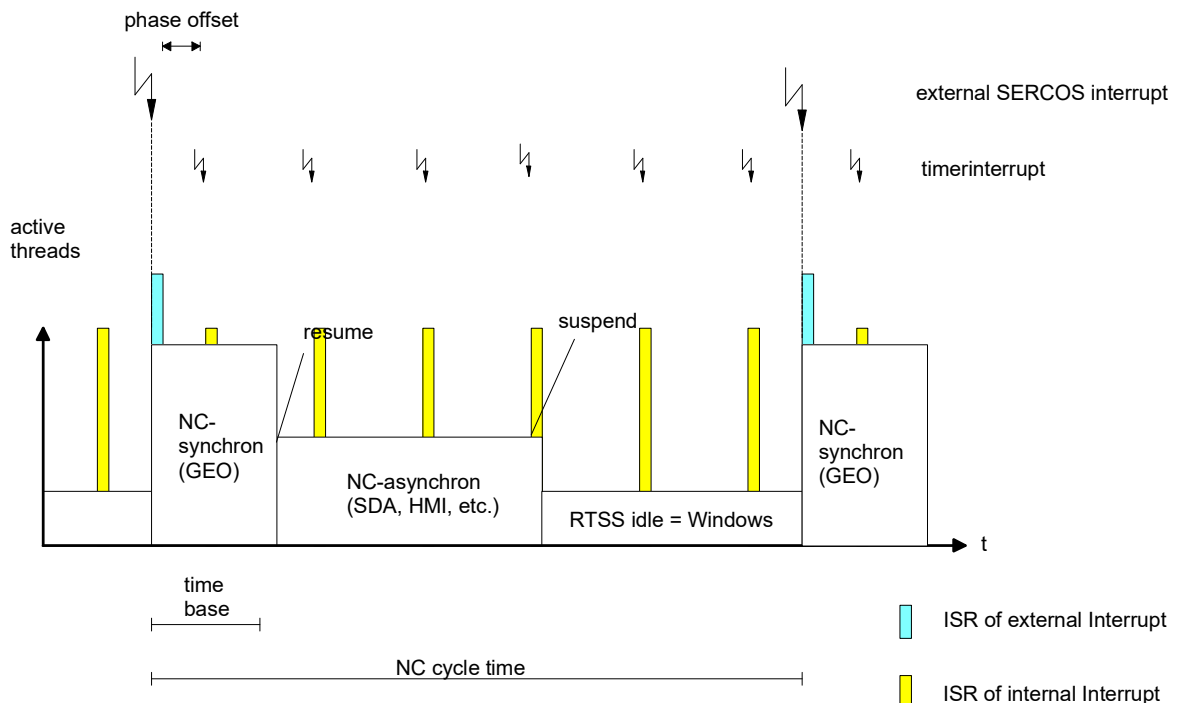 phase offset
external SERCOS interrupt
timerinterrupt
active
threads
resume
suspend
NC-
synchron
(GEO)
NC-asynchron
(SDA, HMI, etc.)
RTSS idle = Windows
NC-
synchron
(GEO)
t
time
base
NC cycle time
ISR of external Interrupt
ISR of internal Interrupt